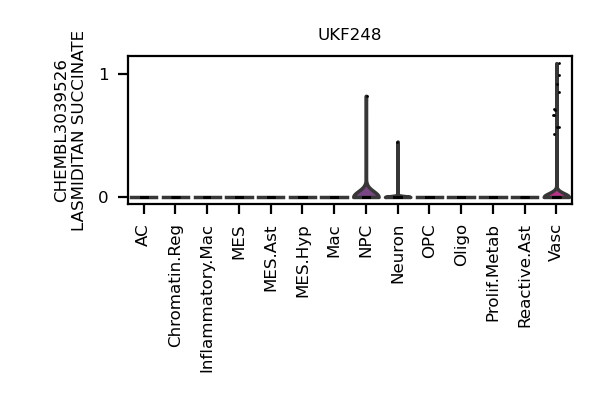 UKF248
CHEMBL3039526
LASMIDITAN SUCCINATE
1
0
AC
Chromatin.Reg
Inflammatory.Mac
MES
MES.Ast
MES.Hyp
Mac
NPC
Neuron
OPC
Oligo
Prolif.Metab
Reactive.Ast
Vasc